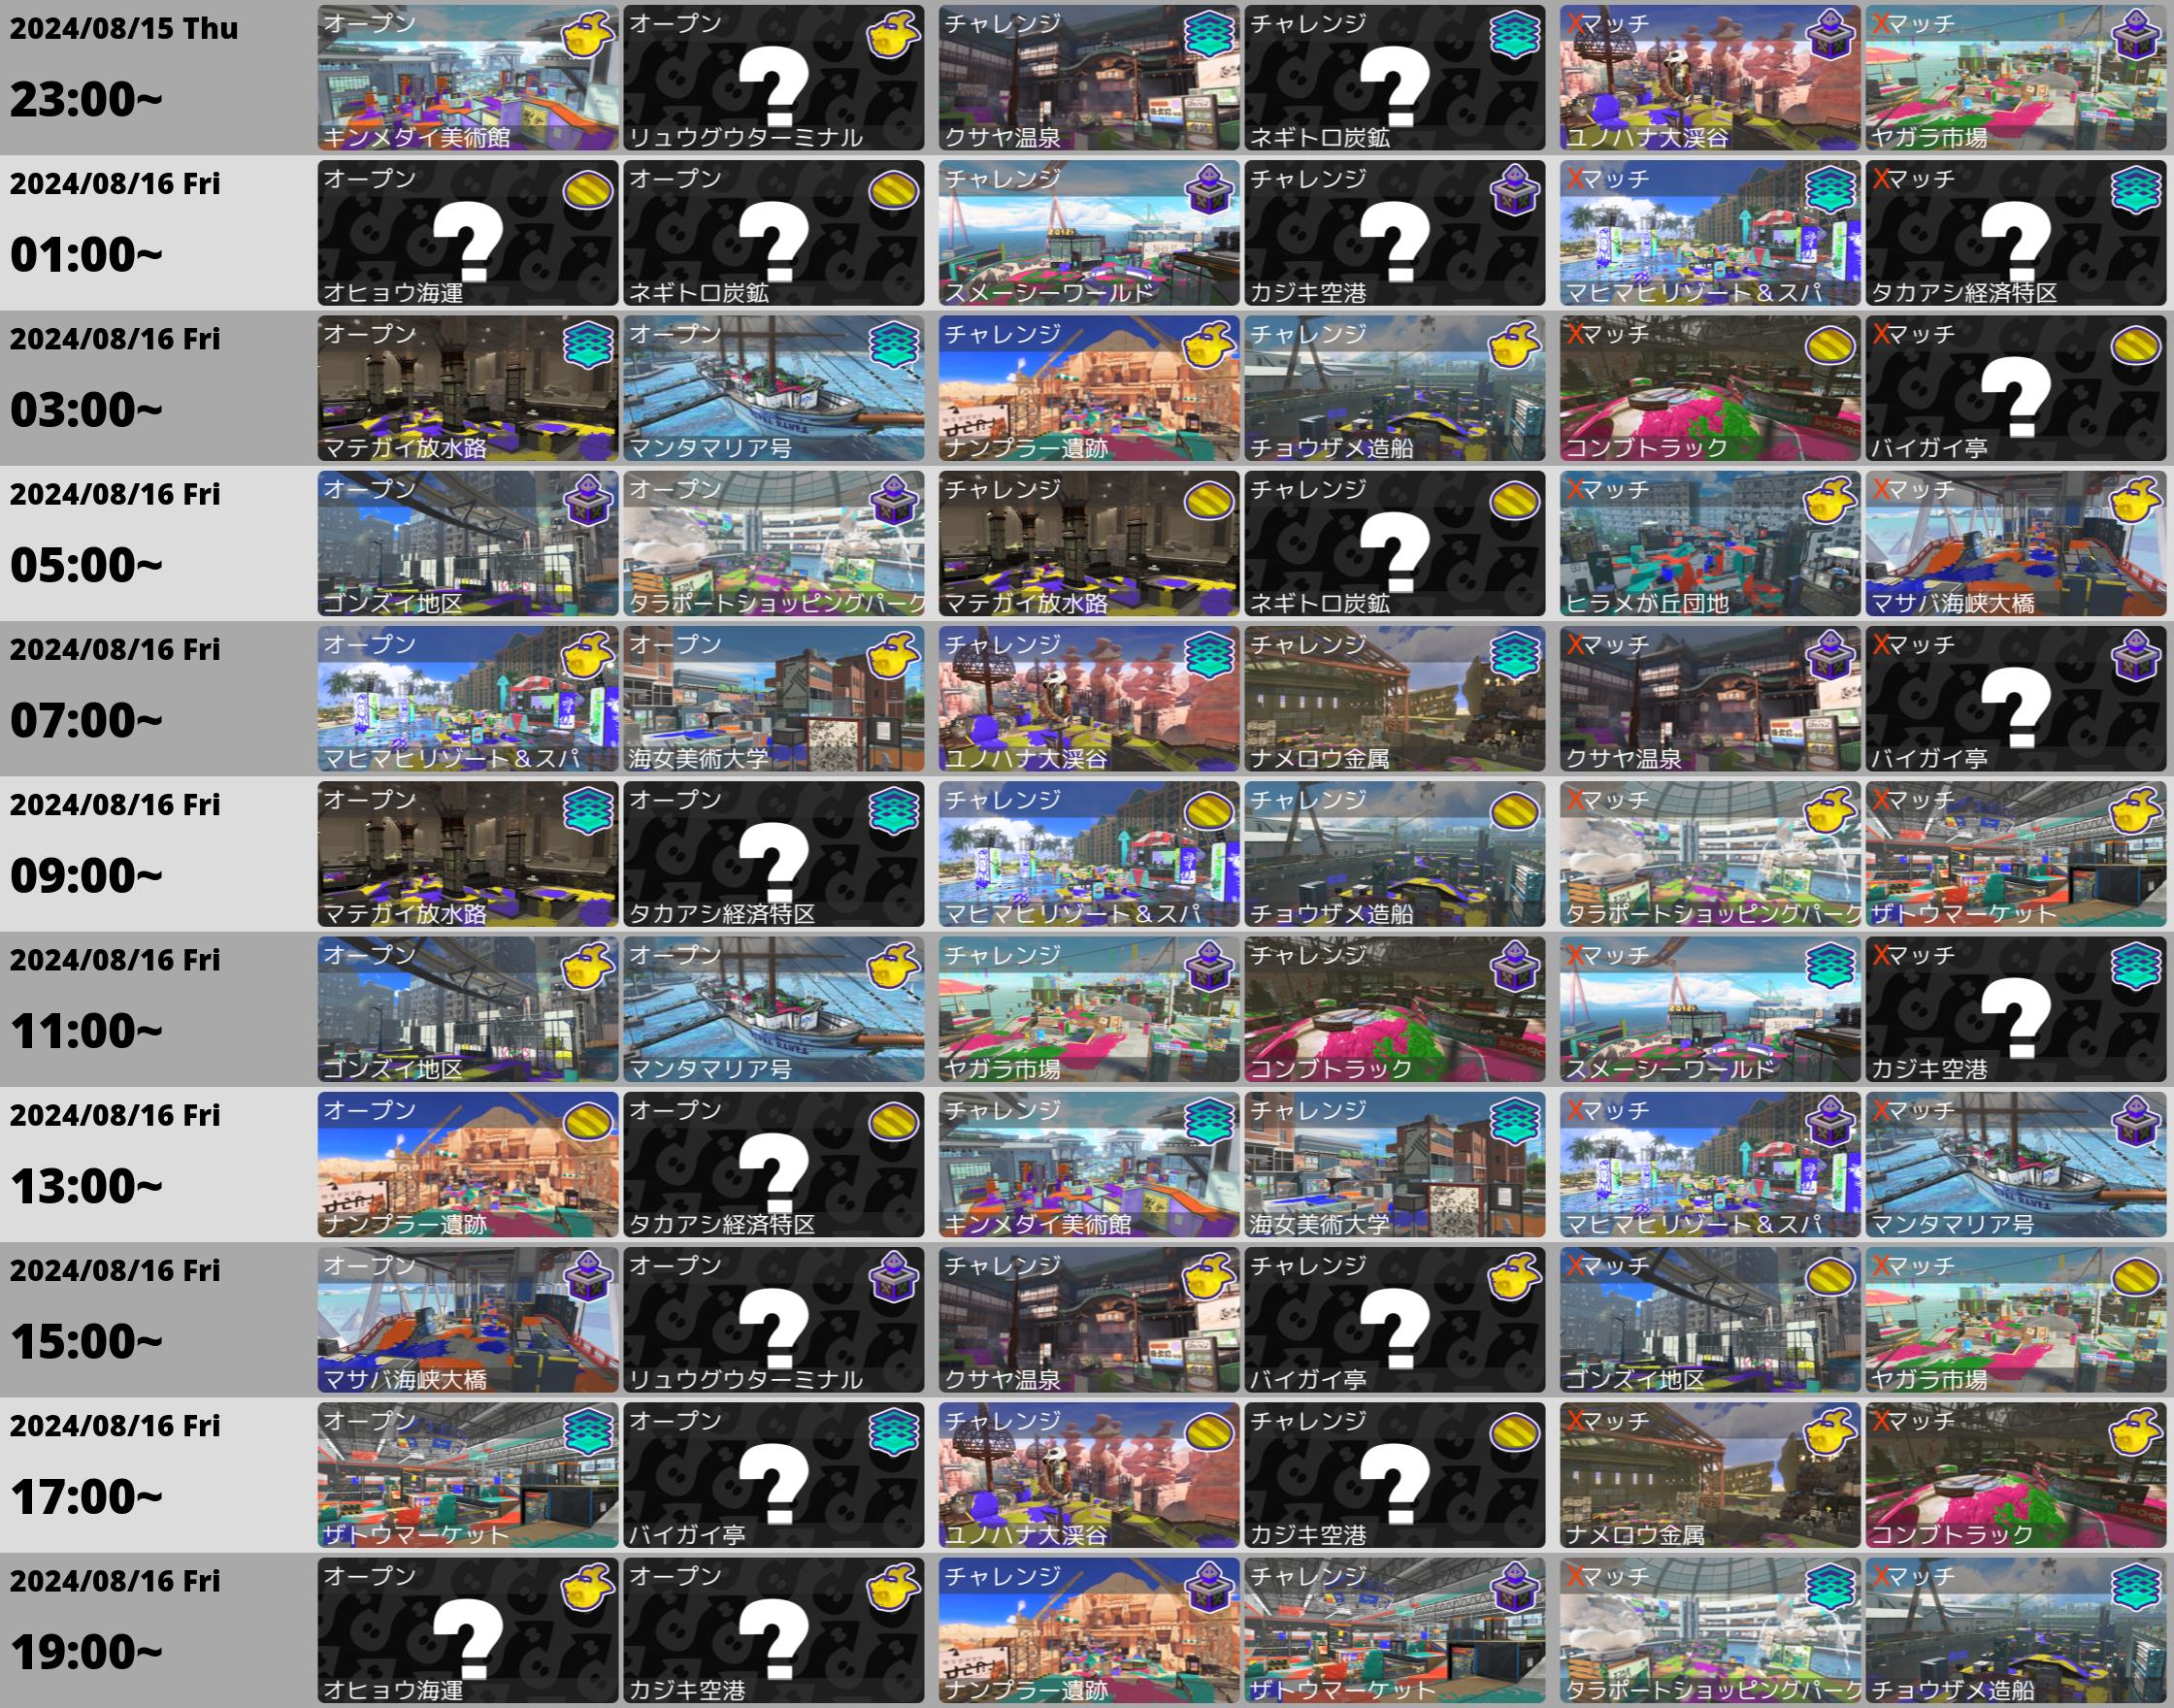 2024/08/15 Thu
23:00~
オープン オープン チャレンジ チャレンジ Xマッチ Xマッチ
キンメダイ美術館 リュウグウターミナル クサヤ温泉 ネギトロ炭鉱 ユノハナ大渓谷 ヤガラ市場
2024/08/16 Fri
01:00~
オープン オープン チャレンジ チャレンジ Xマッチ Xマッチ
オヒョウ海運 ネギトロ炭鉱 スメーシーワールド カジキ空港 マヒマヒリゾート&スパ タカアシ経済特区
2024/08/16 Fri
03:00~
オープン オープン チャレンジ チャレンジ Xマッチ Xマッチ
マテガイ放水路 マンタマリア号 ナンプラー遺跡 チョウザメ造船 コンブトラック バイガイ亭
2024/08/16 Fri
05:00~
オープン オープン チャレンジ チャレンジ Xマッチ Xマッチ
ゴンズイ地区 タラポートショッピングパーク マテガイ放水路 ネギトロ炭鉱 ヒラメが丘団地 マサバ海峡大橋
2024/08/16 Fri
07:00~
オープン オープン チャレンジ チャレンジ Xマッチ Xマッチ
マヒマヒリゾート&スパ 海女美術大学 ユノハナ大渓谷 ナメロウ金属 クサヤ温泉 バイガイ亭
2024/08/16 Fri
09:00~
オープン オープン チャレンジ チャレンジ Xマッチ Xマッチ
マテガイ放水路 タカアシ経済特区 マヒマヒリゾート&スパ チョウザメ造船 タラポートショッピングパーク ザトウマーケット
2024/08/16 Fri
11:00~
オープン オープン チャレンジ チャレンジ Xマッチ Xマッチ
ゴンズイ地区 マンタマリア号 ヤガラ市場 コンブトラック スメーシーワールド カジキ空港
2024/08/16 Fri
13:00~
オープン オープン チャレンジ チャレンジ Xマッチ Xマッチ
ナンプラー遺跡 タカアシ経済特区 キンメダイ美術館 海女美術大学 マヒマヒリゾート&スパ マンタマリア号
2024/08/16 Fri
15:00~
オープン オープン チャレンジ チャレンジ Xマッチ Xマッチ
マサバ海峡大橋 リュウグウターミナル クサヤ温泉 バイガイ亭 ゴンズイ地区 ヤガラ市場
2024/08/16 Fri
17:00~
オープン オープン チャレンジ チャレンジ Xマッチ Xマッチ
ザトウマーケット バイガイ亭 ユノハナ大渓谷 カジキ空港 ナメロウ金属 コンブトラック
2024/08/16 Fri
19:00~
オープン オープン チャレンジ チャレンジ Xマッチ Xマッチ
オヒョウ海運 カジキ空港 ナンプラー遺跡 ザトウマーケット タラポートショッピングパーク チョウザメ造船